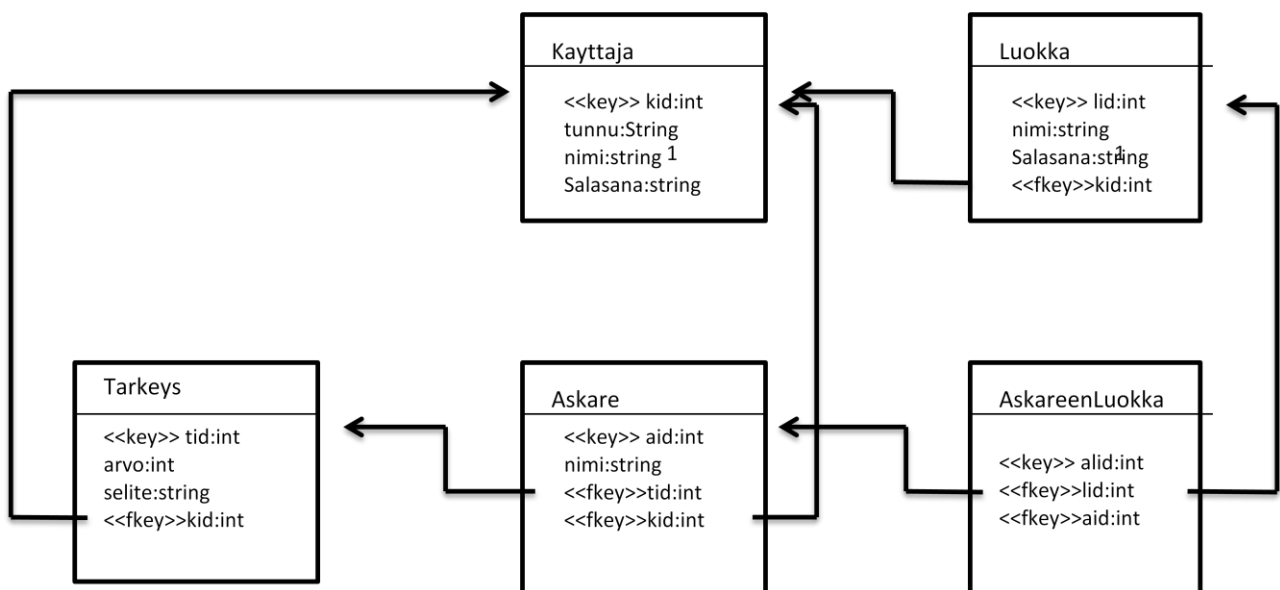 Kayttaja
<<key>> kid:int
tunnu:String
nimi:string 1
Salasana:string
Luokka
<<key>> lid:int
nimi:string
Salasana:string
1
<<fkey>>kid:int
Tarkeys
<<key>> tid:int
arvo:int
selite:string
<<fkey>>kid:int
Askare
<<key>> aid:int
nimi:string
<<fkey>>tid:int
<<fkey>>kid:int
AskareenLuokka
<<key>> alid:int
<<fkey>>lid:int
<<fkey>>aid:int